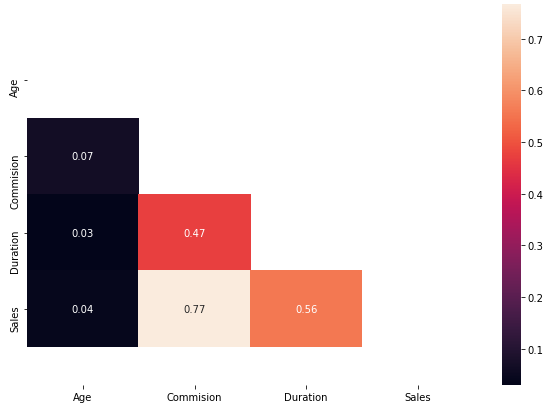 Age
Commision
Duration
Sales
0.07
0.03 0.47
0.04 0.77 0.56
Age Commision Duration Sales
0.7
0.6
0.5
0.4
0.3
0.2
0.1